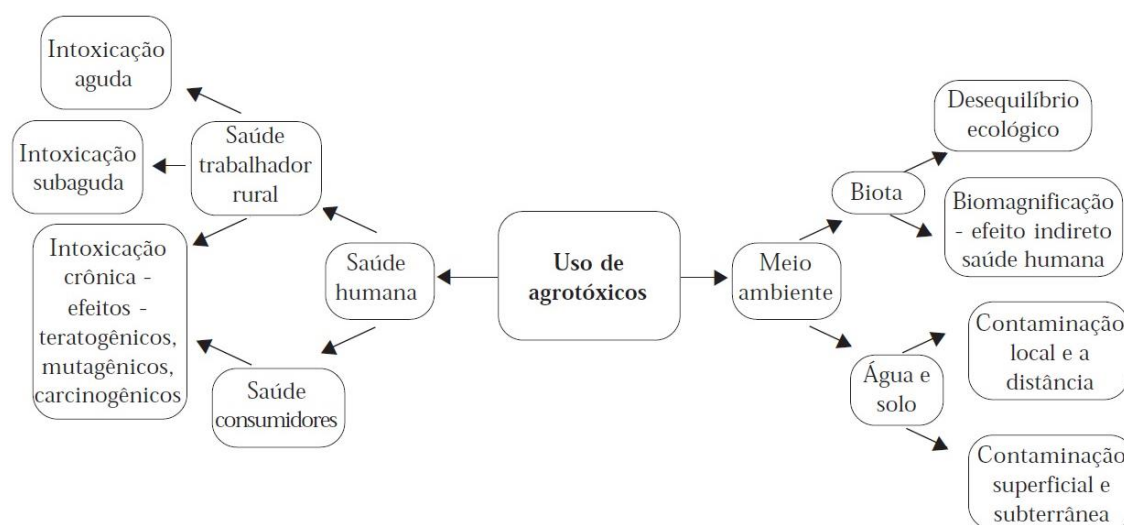 Intoxicação
aguda
Intoxicação
subaguda
Intoxicação
crônica -
efeitos -
teratogênicos,
mutagênicos,
carcinogênicos
Saúde
trabalhador
rural
Saúde
humana
Saúde
consumidores
Uso de
agrotóxicos
Meio
ambiente
Biota
Água e
solo
Desequilíbrio
ecológico
Biomagnificação
- efeito indireto
saúde humana
Contaminação
local e a
distância
Contaminação
superficial e
subterrânea